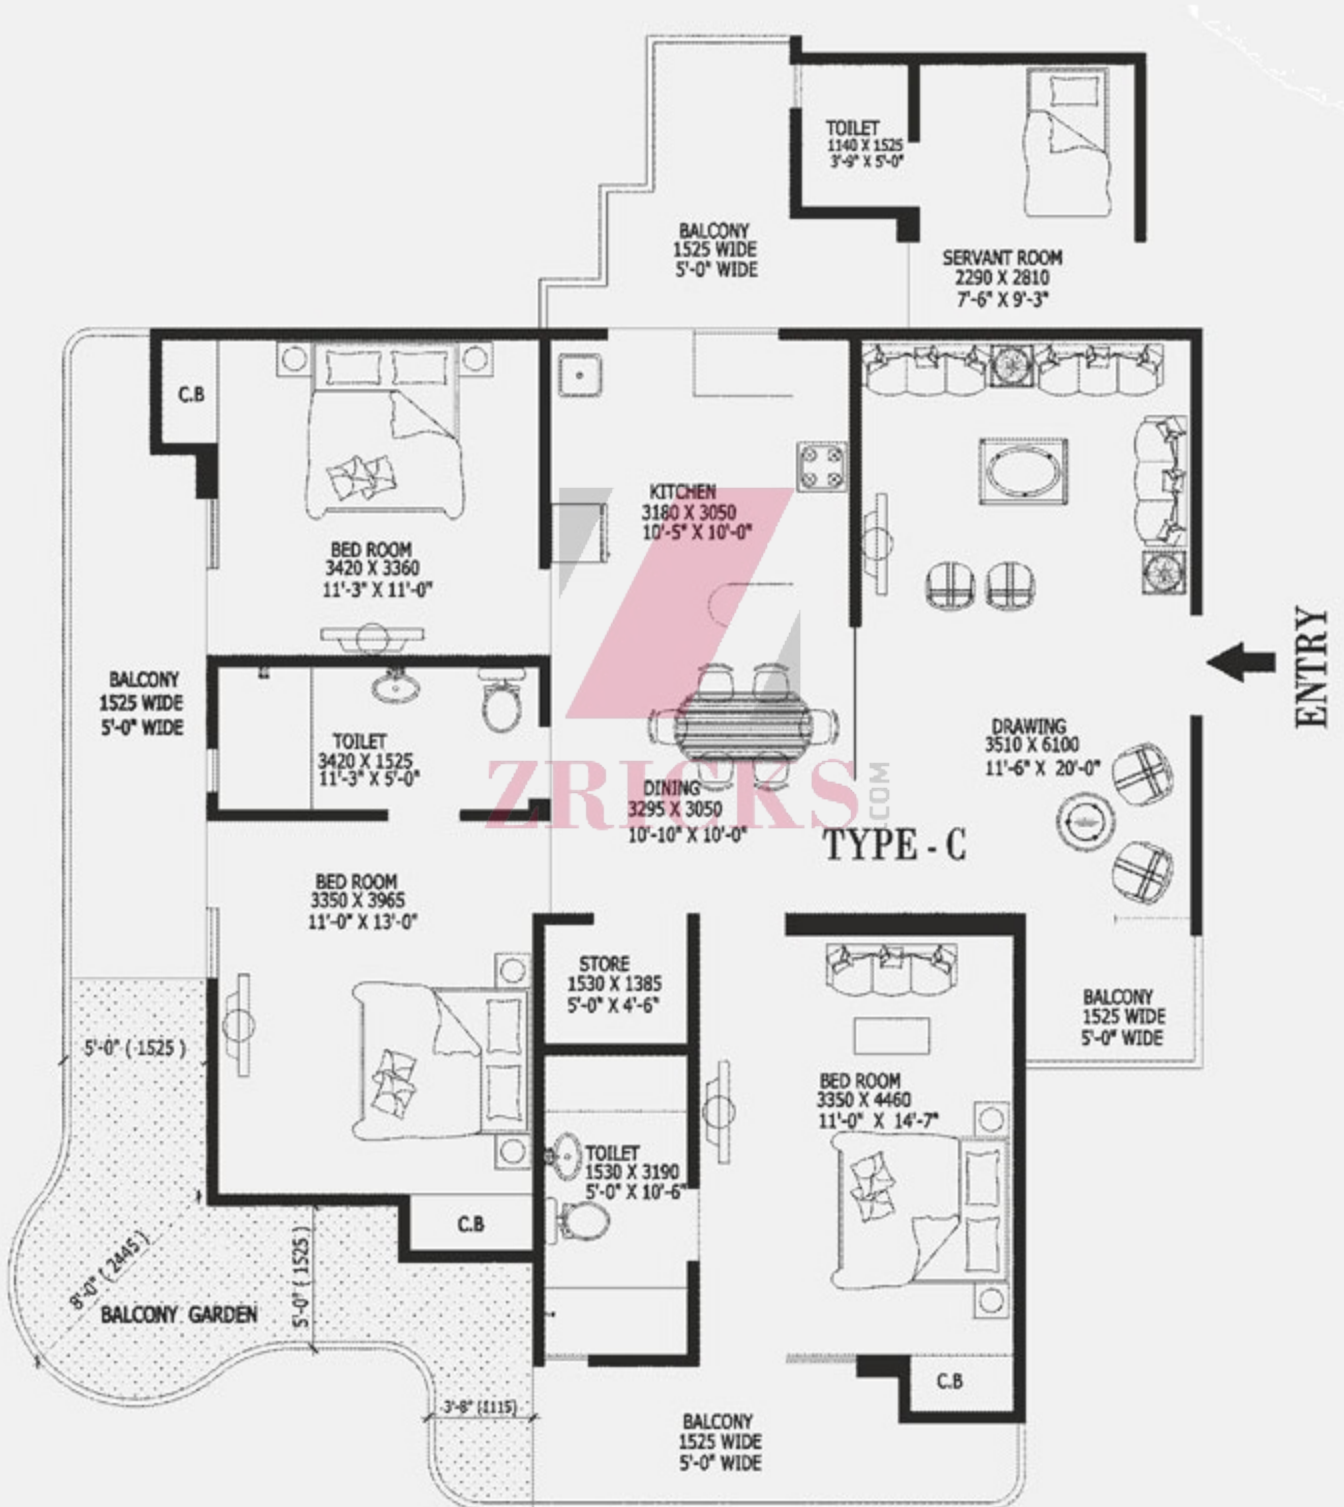 TOILET
1140 X 1525
3'-9" X 5'-0"
BALCONY
1525 WIDE
5'-0" WIDE
SERVANT ROOM
2290 X 2810
7'-6" X 9'-3"
C.B
KITCHEN
3180 X 3050
10'-5" X 10'-0"
BED ROOM
3420 X 3360
11'-3" X 11'-0"
ENTRY
BALCONY
1525 WIDE
5'-0" WIDE
TOILET
3420 X 1525
11'-3" X 5'-0"
DRAWING
3510 X 6100
11'-6" X 20'-0"
ZRICKS
.COM
DINING
3295 X 3050
10'-10" X 10'-0"
TYPE - C
BED ROOM
3350 X 3965
11'-0" X 13'-0"
STORE
1530 X 1385
5'-0" X 4'-6"
BALCONY
1525 WIDE
5'-0" WIDE
5'-0" ( 1525 )
BED ROOM
3350 X 4460
11'-0" X 14'-7"
TOILET
1530 X 3190
5'-0" X 10'-6"
C.B
8'-0" ( 2445 )
5'-0" ( 1525 )
BALCONY GARDEN
C.B
3'-8" (1115)
BALCONY
1525 WIDE
5'-0" WIDE